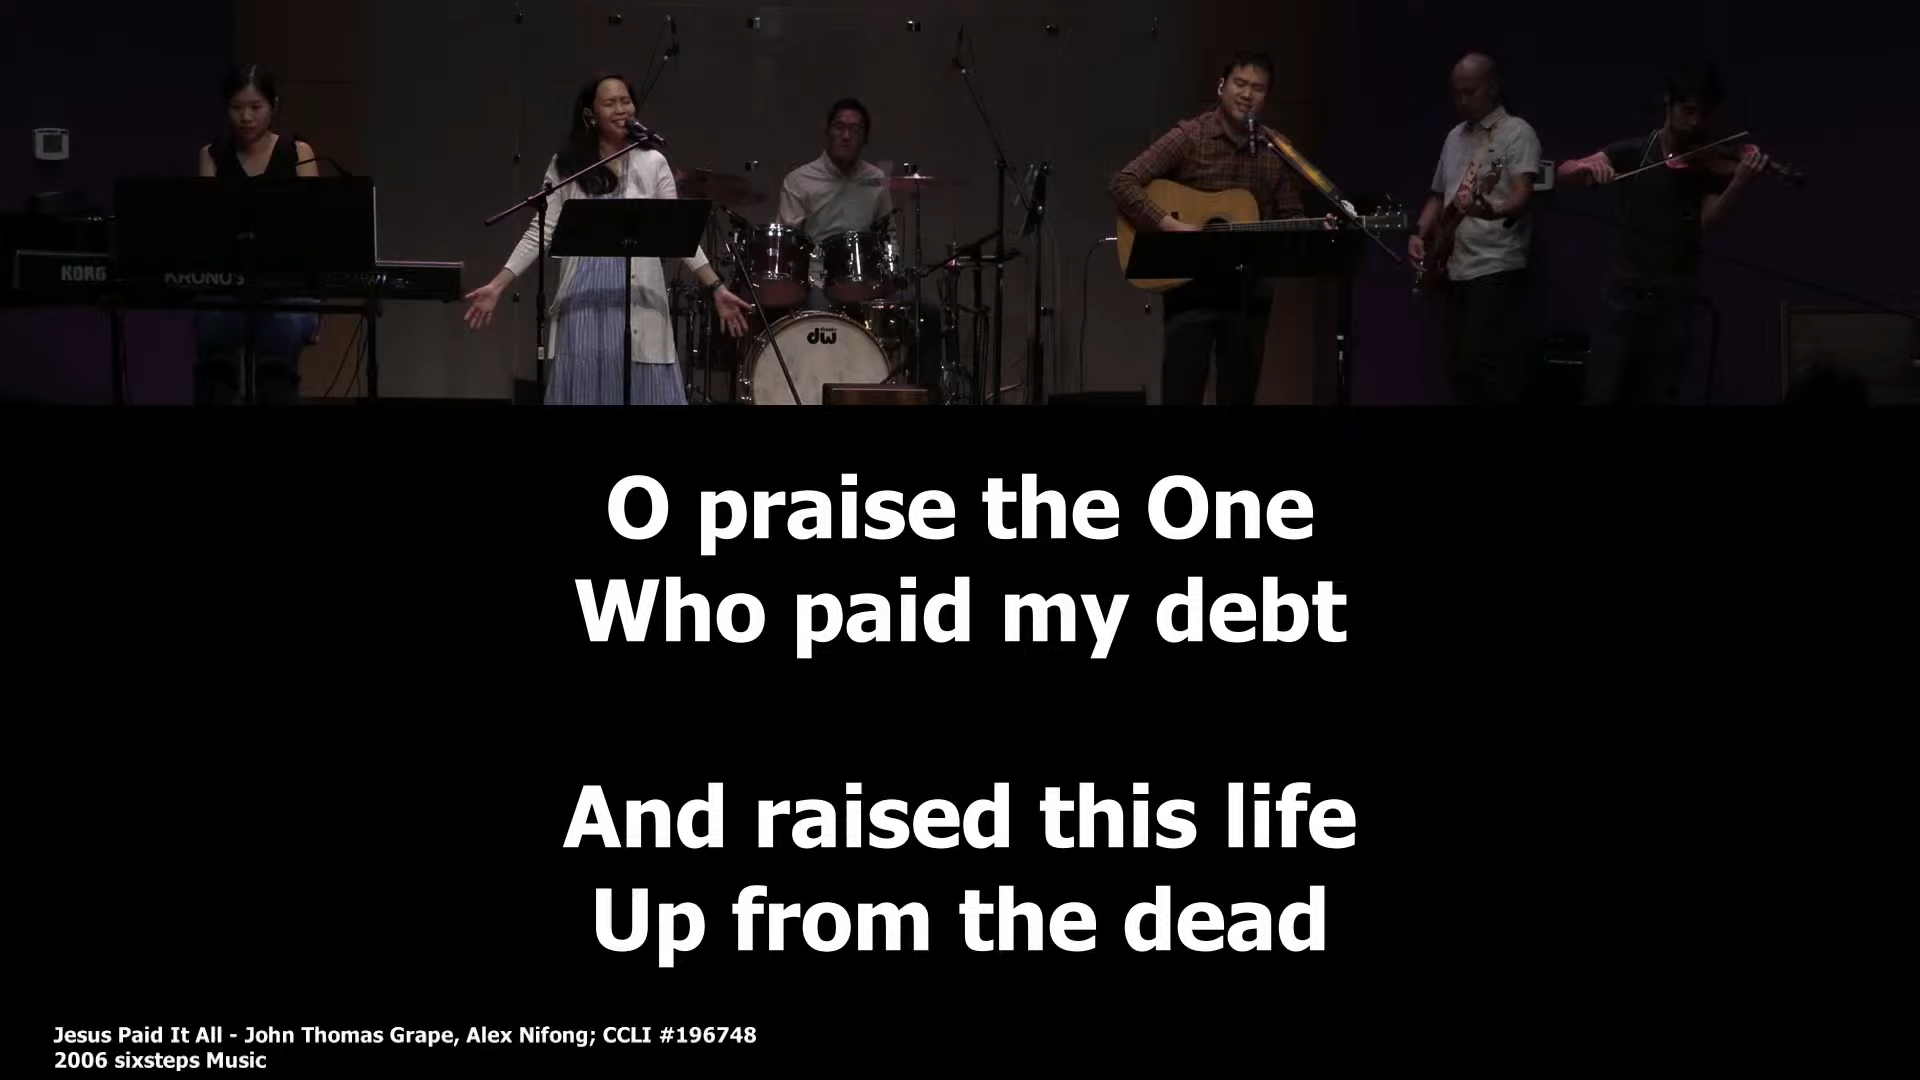 KORG
KRONOS
dw
O praise the One
Who paid my debt
And raised this life
Up from the dead
Jesus Paid It All - John Thomas Grape, Alex Nifong; CCLI #196748
2006 sixsteps Music